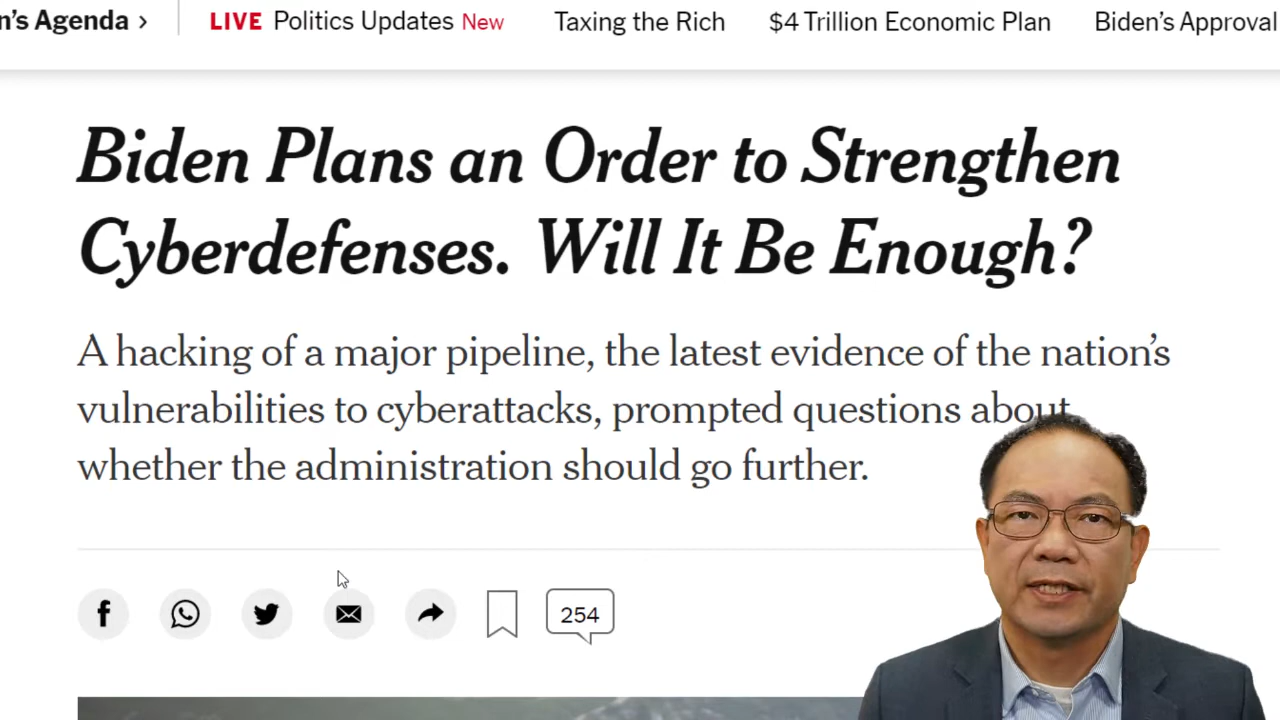 n's Agenda › LIVE Politics Updates New Taxing the Rich $4 Trillion Economic Plan Biden's Approval
Biden Plans an Order to Strengthen
Cyberdefenses. Will It Be Enough?
A hacking of a major pipeline, the latest evidence of the nation's
vulnerabilities to cyberattacks, prompted questions about
whether the administration should go further.
254